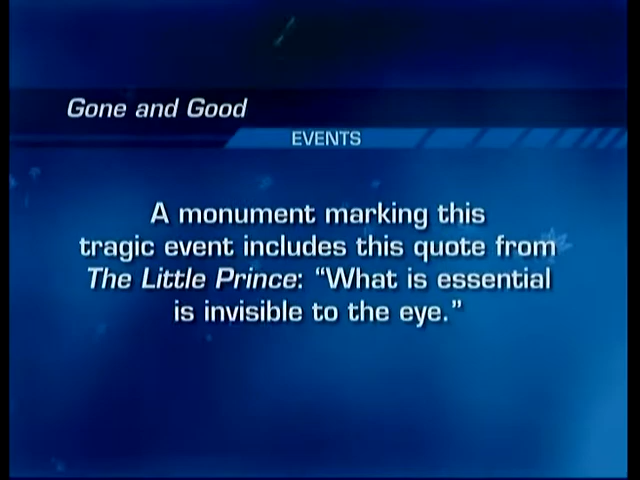 Gone and Good
EVENTS
A monument marking this
tragic event includes this quote from
The Little Prince: “What is essential
is invisible to the eye.”